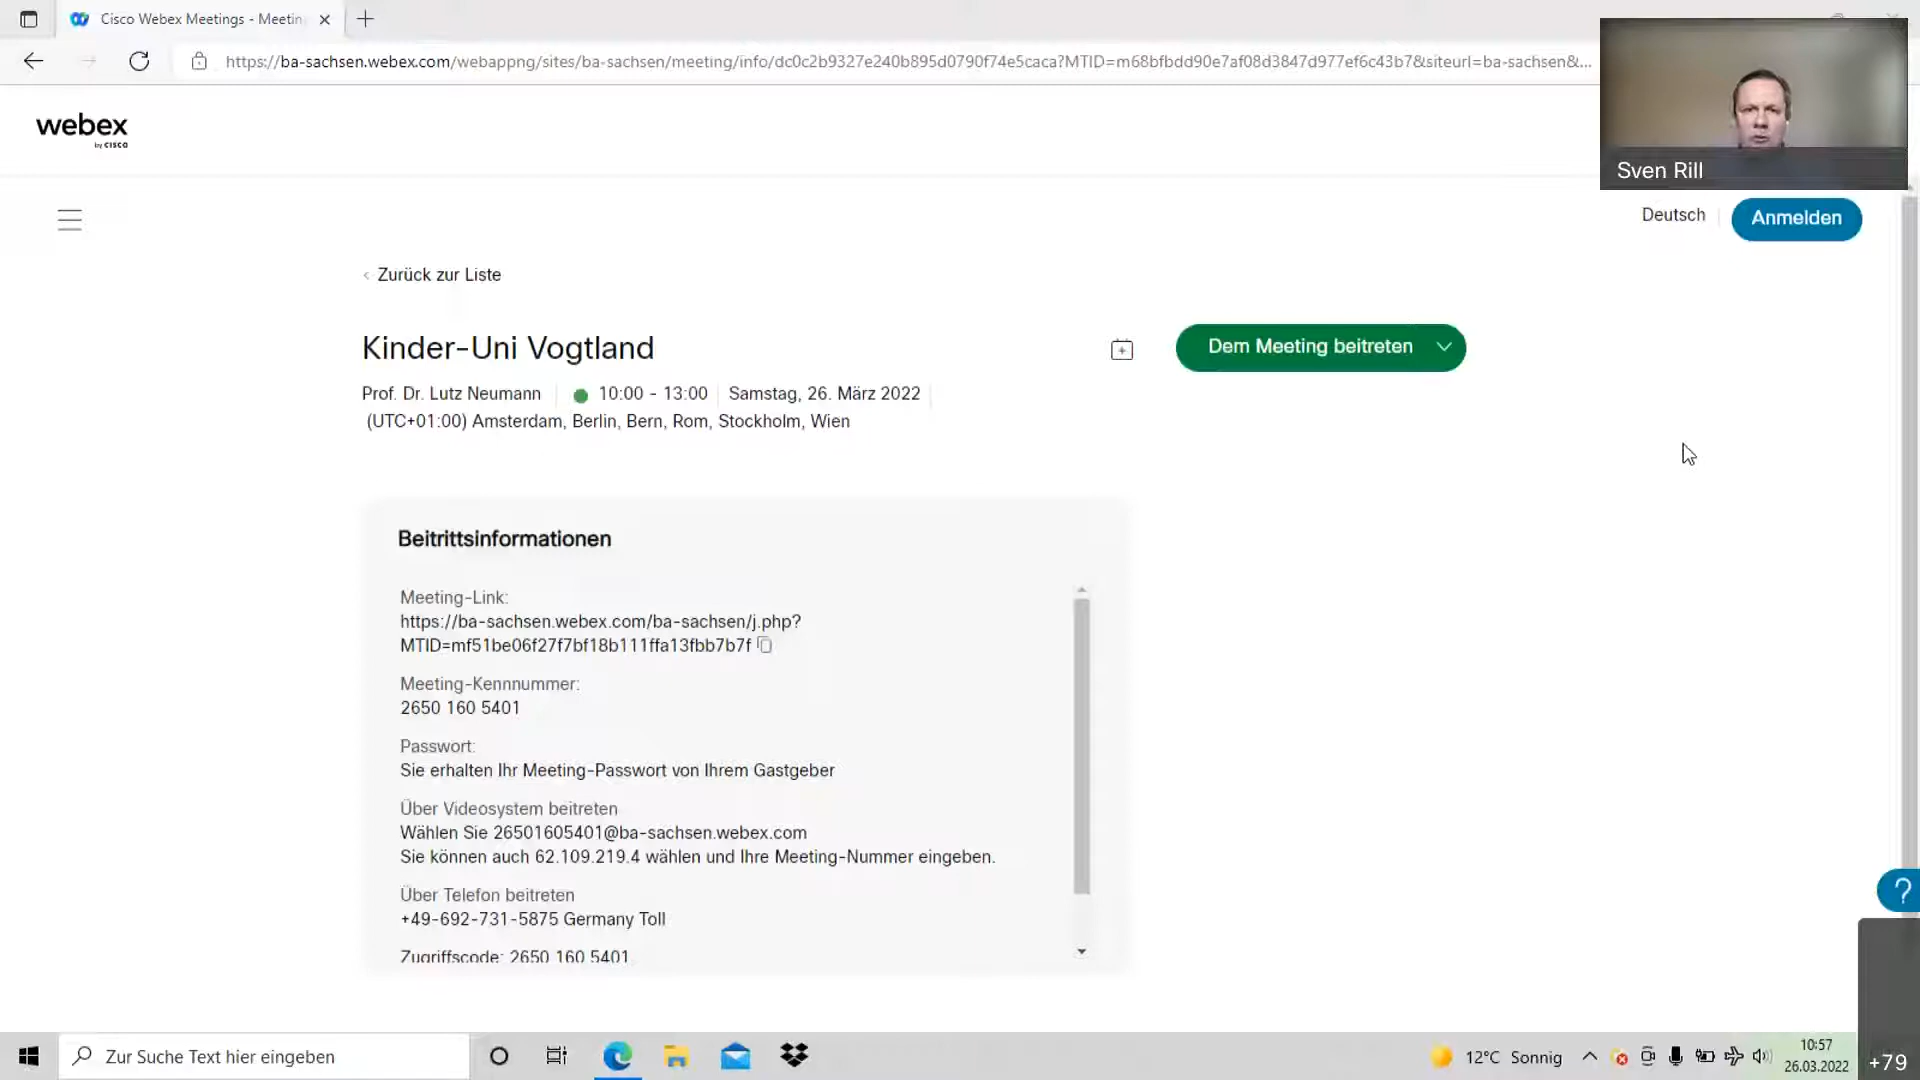 Cisco Webex Meetings - Meetin
https://ba-sachsen.webex.com/webappng/sites/ba-sachsen/meeting/info/dc0c2b9327e240b895d0790f74e5caca?MTID=m68bfbdd90e7af08d3847d977ef6c43b7&siteurl=ba-sachsen&...
webex
by CISCO
Sven Rill
Deutsch
Anmelden
Zurück zur Liste
Kinder-Uni Vogtland
Dem Meeting beitreten
Prof. Dr. Lutz Neumann 10:00 - 13:00 Samstag, 26. März 2022
(UTC+01:00) Amsterdam, Berlin, Bern, Rom, Stockholm, Wien
Beitrittsinformationen
Meeting-Link:
https://ba-sachsen.webex.com/ba-sachsen/j.php?
MTID=mf51be06f27f7bf18b111ffa13fbb7b7f
Meeting-Kennnummer:
2650 160 5401
Passwort:
Sie erhalten Ihr Meeting-Passwort von Ihrem Gastgeber
Über Videosystem beitreten
Wählen Sie 26501605401@ba-sachsen.webex.com
Sie können auch 62.109.219.4 wählen und Ihre Meeting-Nummer eingeben.
Über Telefon beitreten
+49-692-731-5875 Germany Toll
Zugriffscode: 2650 160 5401
?
Zur Suche Text hier eingeben
12°C Sonnig
10:57
26.03.2022
+79